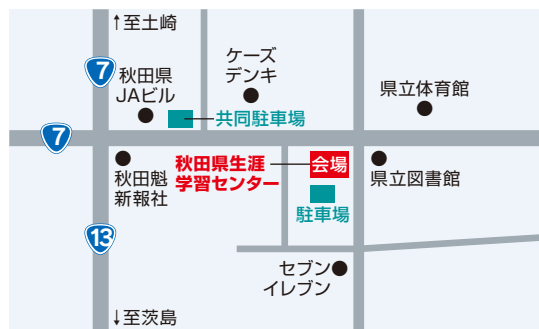 ↑至土崎
7
秋田県
JAビル
ケーズ
デンキ
県立体育館
共同駐車場
7
秋田魁
新報社
秋田県生涯
学習センター
会場
県立図書館
駐車場
13
セブン
イレブン
↓至茨島